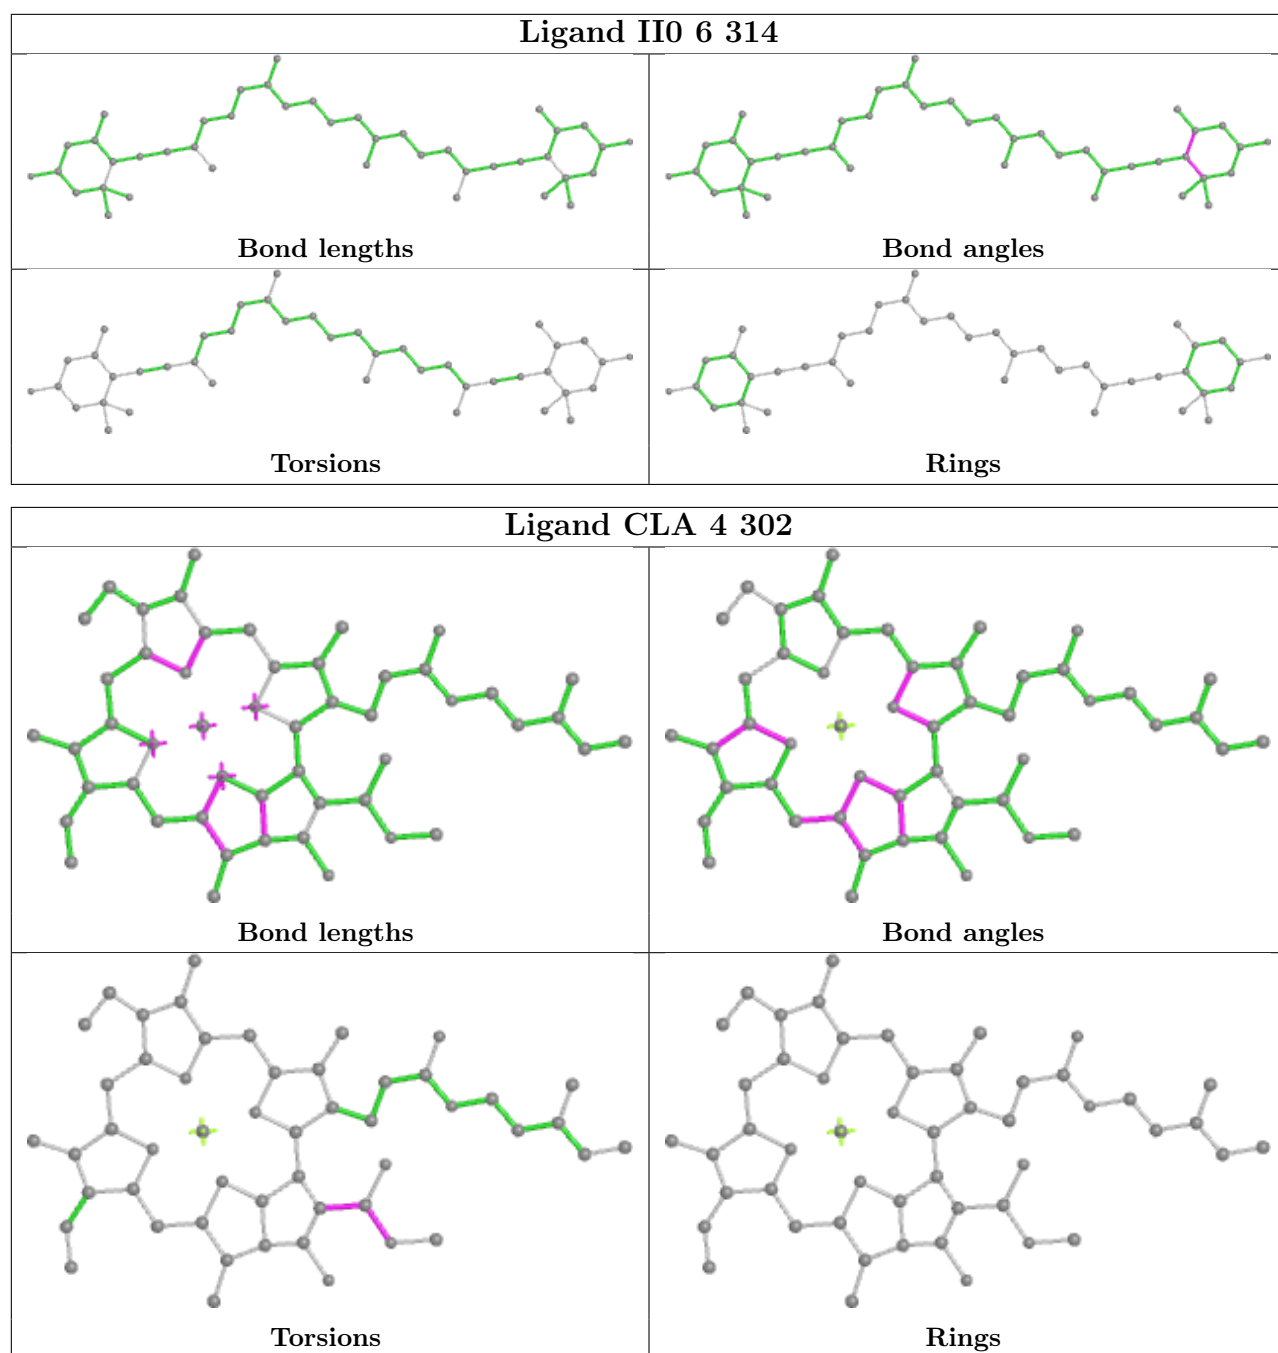 Ligand II0 6 314
Bond lengths
Bond angles
Torsions
Rings
Ligand CLA 4 302
Bond lengths
Bond angles
Torsions
Rings